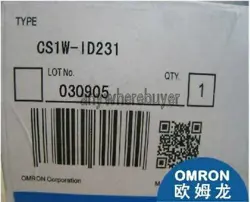 TYPE
CS1W-ID231
LOT No.
QTY.
030905
1
anywherebuyer
OMRON Corporation
OMRON
欧姆龙